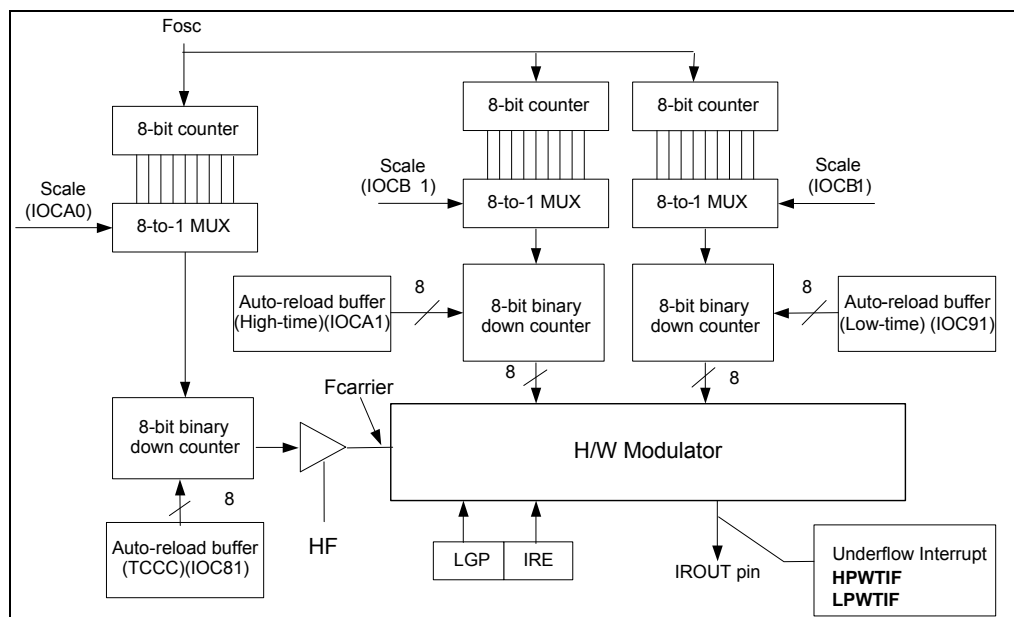 Fosc
8-bit counter
8-bit counter
8-bit counter
Scale
(IOCA0)
Scale
(IOCB 1)
Scale
(IOCB1)
8-to-1 MUX
8-to-1 MUX
8-to-1 MUX
Auto-reload buffer
(High-time)(IOCA1)
8
8-bit binary
down counter
8-bit binary
down counter
8
Auto-reload buffer
(Low-time) (IOC91)
8
8
8-bit binary
down counter
Fcarrier
H/W Modulator
8
Auto-reload buffer
(TCCC)(IOC81)
HF
LGP
IRE
IROUT pin
Underflow Interrupt
HPWTIF
LPWTIF